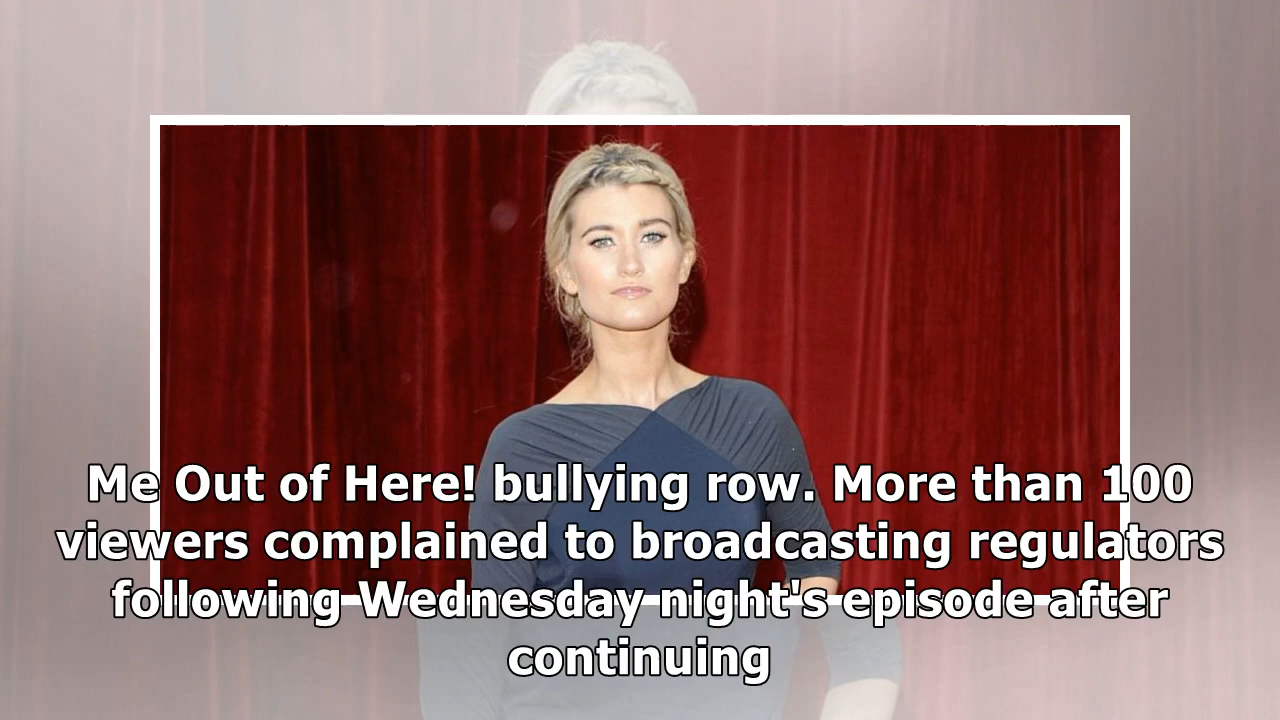 Me Out of Here! bullying row. More than 100
viewers complained to broadcasting regulators
following Wednesday night's episode after
continuing